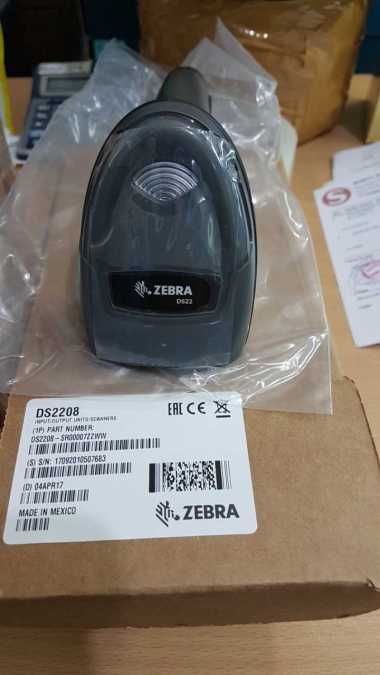 ZEBRA
DS22
DS2208
INPUT/OUTPUT UNITS/SCANNERS
(1P) PART NUMBER:
DS2208-SR00007ZZWW
(S) S/N: 17092010507683
(D) 04APR17
MADE IN MEXICO
EAC CE
ZEBRA